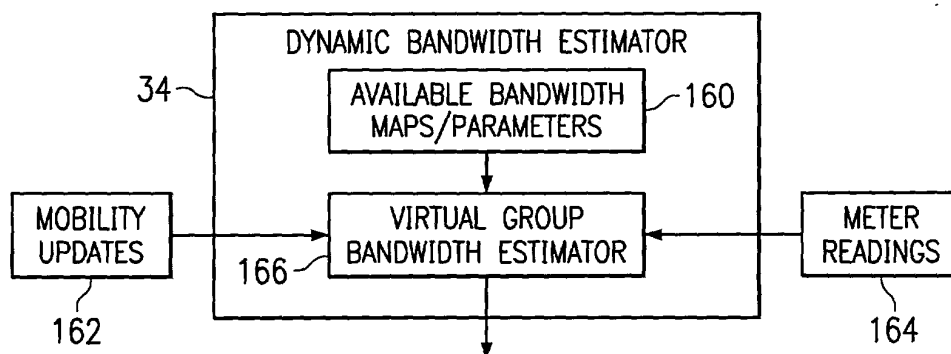 DYNAMIC BANDWIDTH ESTIMATOR
34
AVAILABLE BANDWIDTH
MAPS/PARAMETERS
160
MOBILITY
UPDATES
162
VIRTUAL GROUP
BANDWIDTH ESTIMATOR
166
METER
READINGS
164